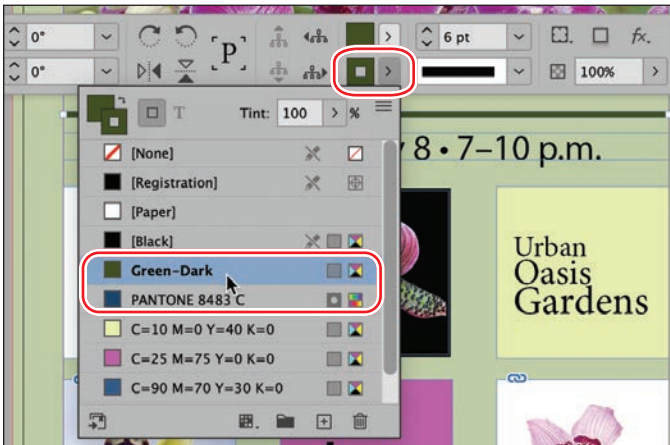 0° P 6 pt fx.
0° 100%
T Tint: 100 %
[None]
y 8 • 7–10 p.m.
[Registration]
[Paper]
[Black]
Green-Dark
PANTONE 8483 C
C=10 M=0 Y=40 K=0
C=25 M=75 Y=0 K=0
C=90 M=70 Y=30 K=0
Urban
Oasis
Gardens